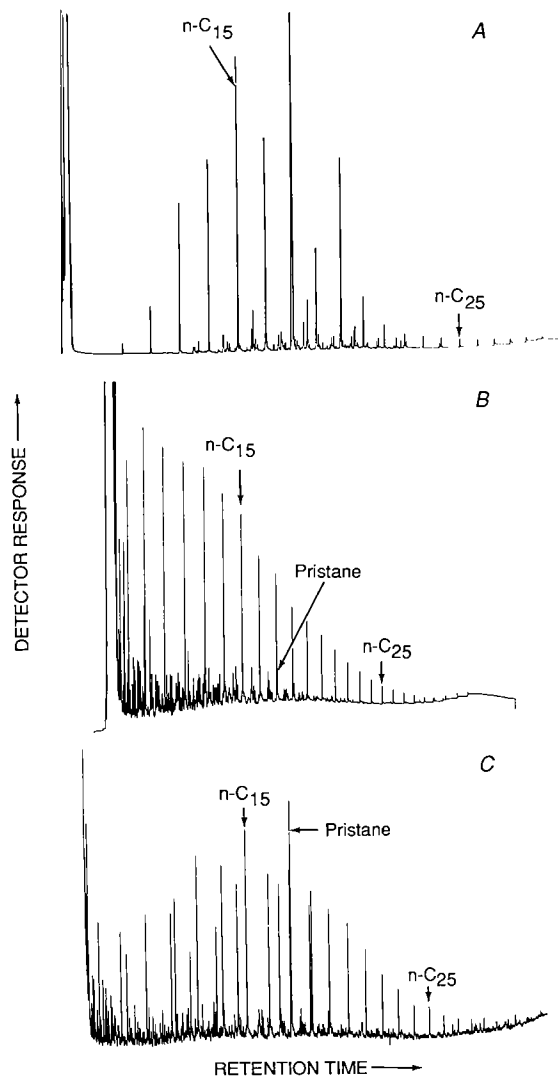 A
n-C15
n-C25
B
n-C15
Pristane
n-C25
DETECTOR RESPONSE
C
n-C15
Pristane
n-C25
RETENTION TIME